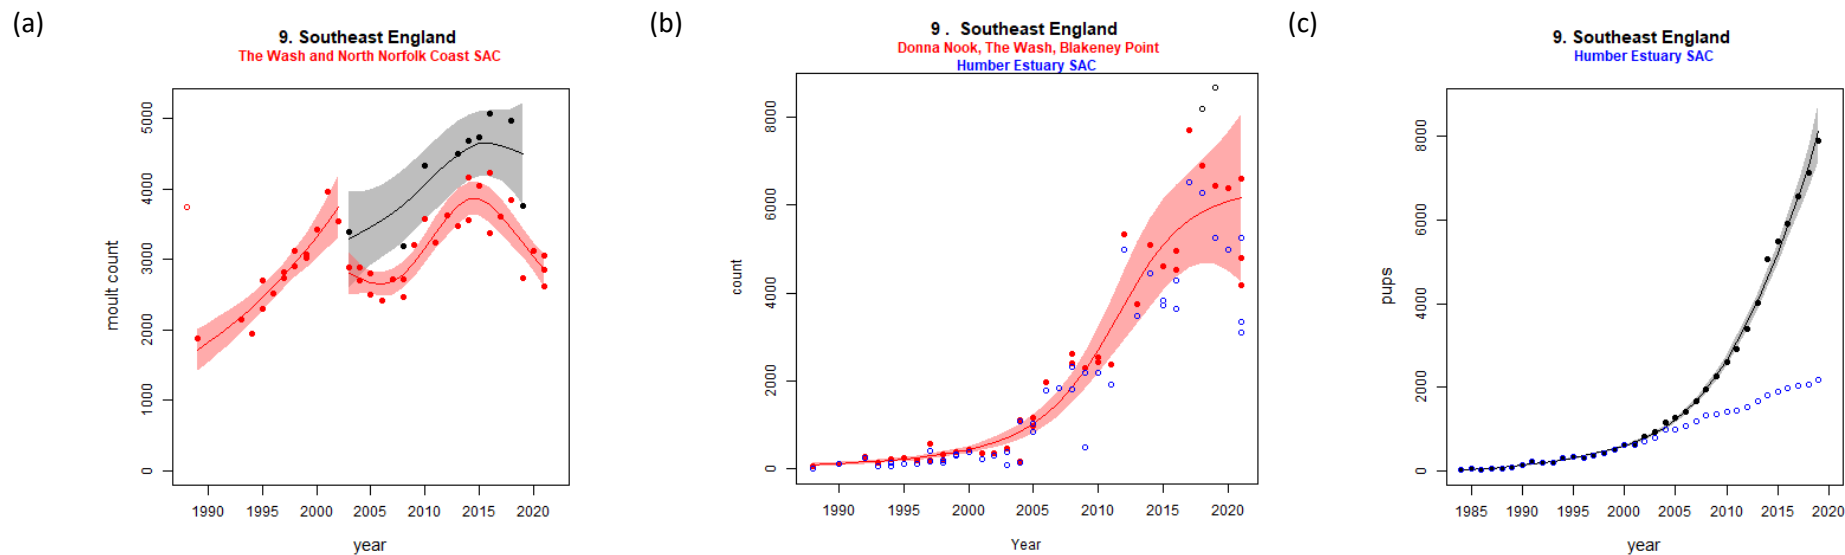 (a)
9. Southeast England
The Wash and North Norfolk Coast SAC
moult count
5000
4000
3000
2000
1000
0
1990 1995 2000 2005 2010 2015 2020
year
(b)
9 . Southeast England
Donna Nook, The Wash, Blakeney Point
Humber Estuary SAC
count
8000
6000
4000
2000
0
1990 1995 2000 2005 2010 2015 2020
Year
(c)
9. Southeast England
Humber Estuary SAC
pups
8000
6000
4000
2000
0
1985 1990 1995 2000 2005 2010 2015 2020
year